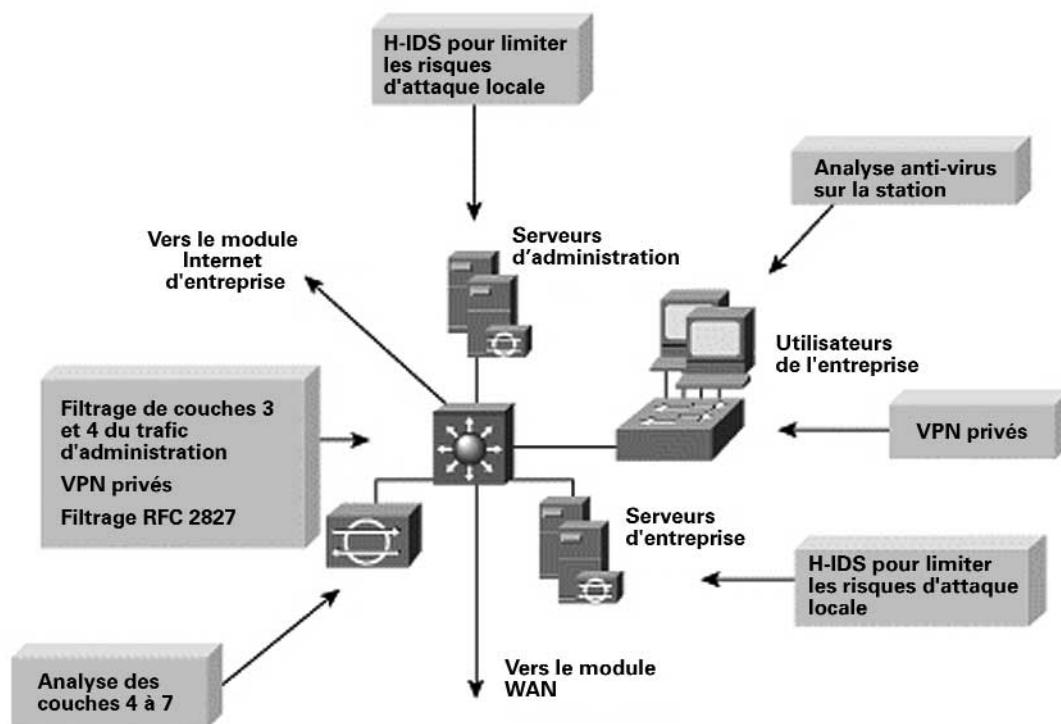 H-IDS pour limiter
les risques
d'attaque locale
Analyse anti-virus
sur la station
Vers le module
Internet
d'entreprise
Serveurs
d’administration
Utilisateurs
de l'entreprise
Filtrage de couches 3
et 4 du trafic
d'administration
VPN privés
Filtrage RFC 2827
VPN privés
Serveurs
d'entreprise
H-IDS pour limiter
les risques d'attaque
locale
Analyse des
couches 4 à 7
Vers le module
WAN